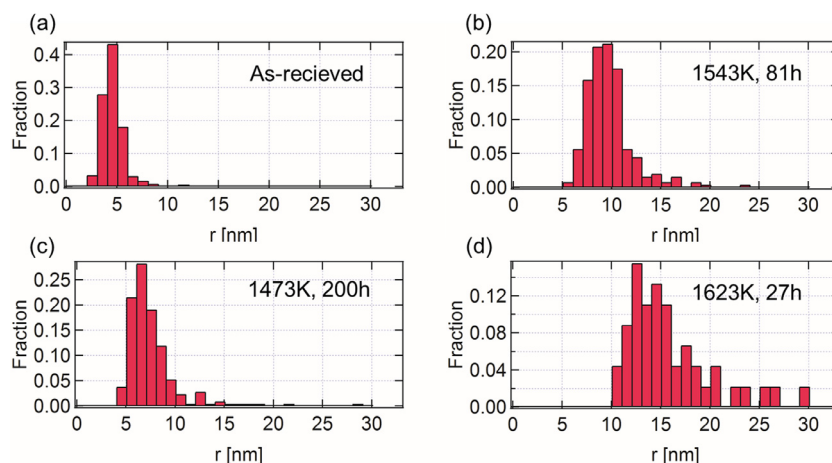 (a)
0.4
0.3
0.2
0.1
0.0
Fraction
As-recieved
0 5 10 15 20 25 30
r [nm]
(b)
0.20
0.15
0.10
0.05
0.00
Fraction
1543K, 81h
0 5 10 15 20 25 30
r [nm]
(c)
0.25
0.20
0.15
0.10
0.05
0.00
Fraction
1473K, 200h
0 5 10 15 20 25 30
r [nm]
(d)
0.12
0.08
0.04
0.00
Fraction
1623K, 27h
0 5 10 15 20 25 30
r [nm]